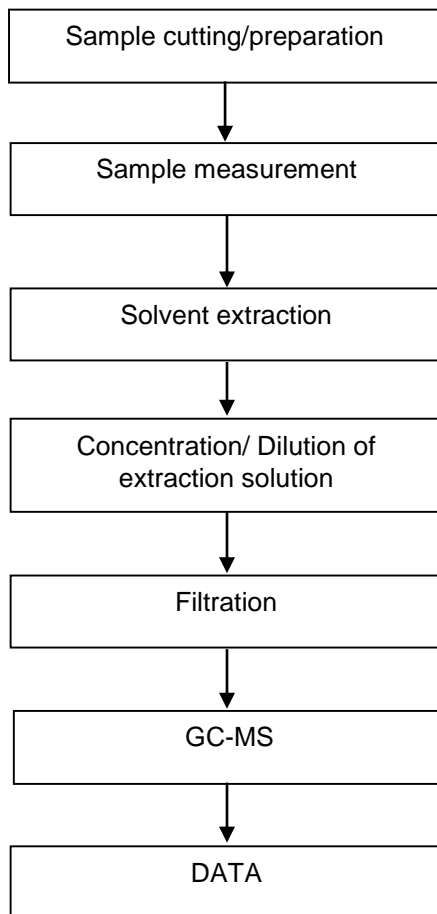 Sample cutting/preparation
Sample measurement
Solvent extraction
Concentration/ Dilution of
extraction solution
Filtration
GC-MS
DATA